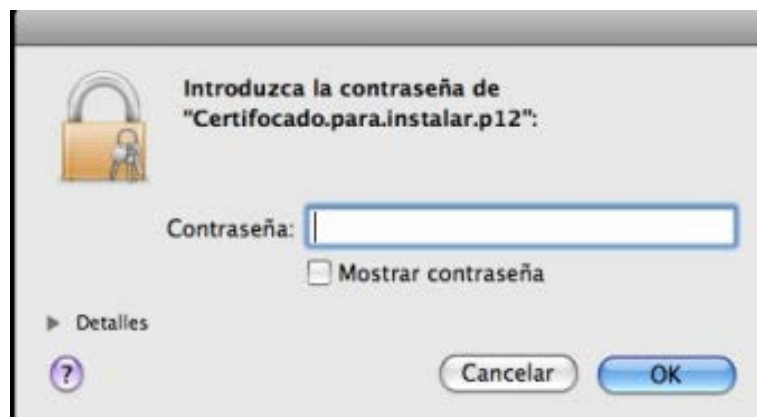 Introduzca la contraseña de
"Certifocado.para.instalar.p12":
Contraseña:
Mostrar contraseña
Detalles
?
Cancelar
OK